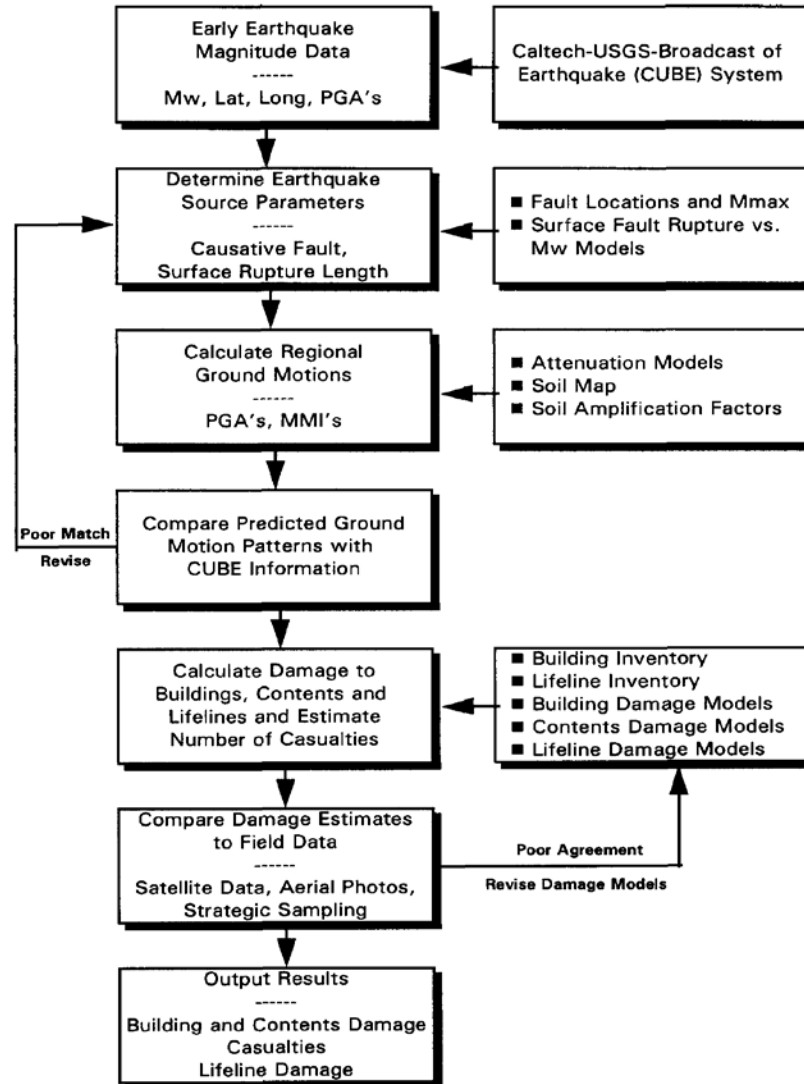 Early Earthquake
Magnitude Data
------
Mw, Lat, Long, PGA's
Caltech-USGS-Broadcast of
Earthquake (CUBE) System
Determine Earthquake
Source Parameters
------
Causative Fault,
Surface Rupture Length
■ Fault Locations and Mmax
■ Surface Fault Rupture vs.
Mw Models
Calculate Regional
Ground Motions
------
PGA's, MMI's
■ Attenuation Models
■ Soil Map
■ Soil Amplification Factors
Poor Match
Revise
Compare Predicted Ground
Motion Patterns with
CUBE Information
Calculate Damage to
Buildings, Contents and
Lifelines and Estimate
Number of Casualties
■ Building Inventory
■ Lifeline Inventory
■ Building Damage Models
■ Contents Damage Models
■ Lifeline Damage Models
Compare Damage Estimates
to Field Data
------
Satellite Data, Aerial Photos,
Strategic Sampling
Poor Agreement
Revise Damage Models
Output Results
------
Building and Contents Damage
Casualties
Lifeline Damage